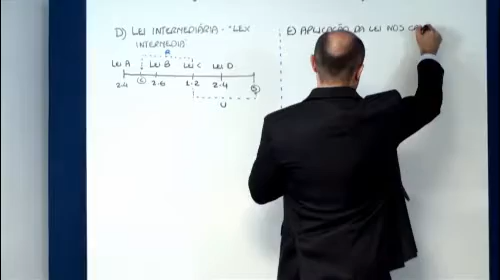 D) LEI INTERMEDIÁRIA - "LEX
INTERMEDIA"
R
LEI A LEI B LEI C LEI D
2-4 2-6 1-2 2-4
U
E) APLICAÇÃO DA LEI NOS CAS